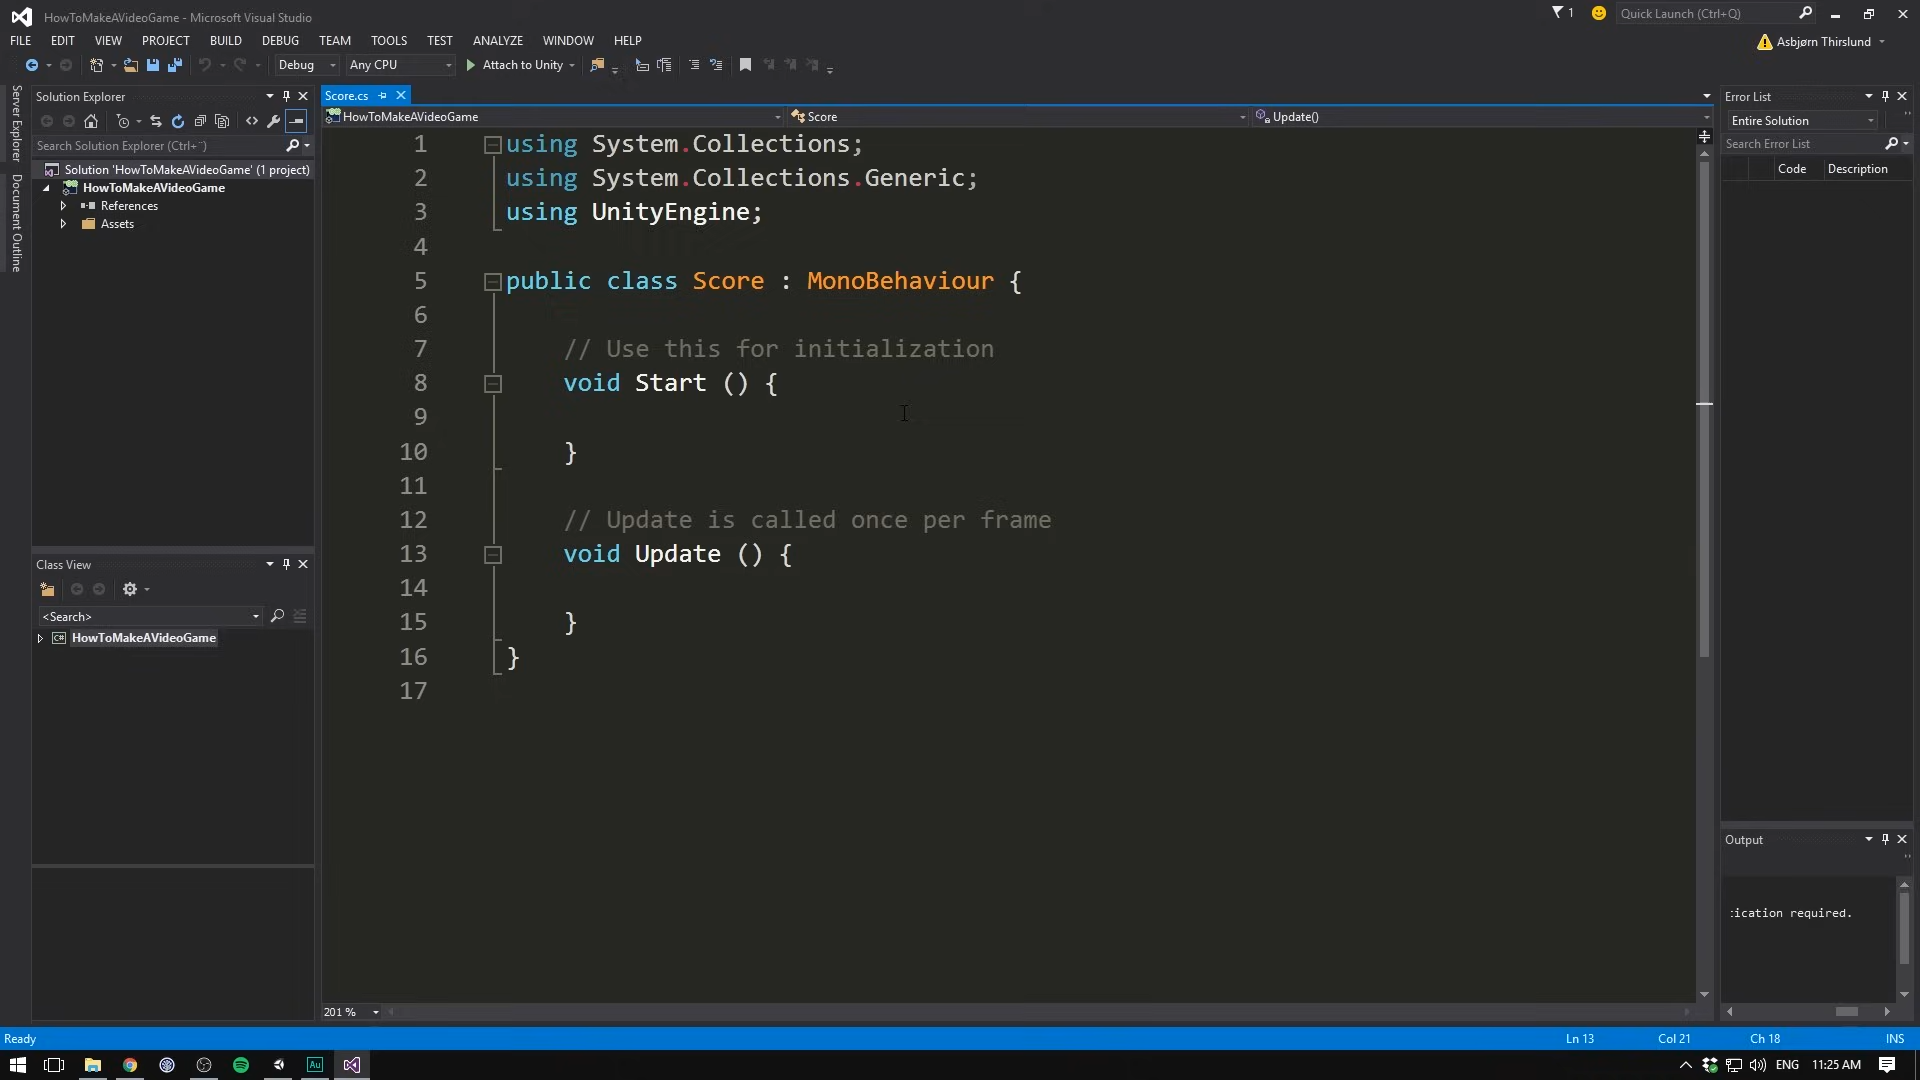 HowToMakeAVideoGame - Microsoft Visual Studio
1
Quick Launch (Ctrl+Q)
FILE EDIT VIEW PROJECT BUILD DEBUG TEAM TOOLS TEST ANALYZE WINDOW HELP
Asbjørn Thirslund
Debug Any CPU Attach to Unity
Server Explorer
Document Outline
Solution Explorer
Search Solution Explorer (Ctrl+¨)
Solution 'HowToMakeAVideoGame' (1 project)
HowToMakeAVideoGame
References
Assets
Class View
<Search>
HowToMakeAVideoGame
Score.cs
HowToMakeAVideoGame Score Update()
1 using System.Collections;
2 using System.Collections.Generic;
3 using UnityEngine;
4
5 public class Score : MonoBehaviour {
6
7 // Use this for initialization
8 void Start () {
9
10 }
11
12 // Update is called once per frame
13 void Update () {
14
15 }
16 }
17
201 %
Error List
Entire Solution
Search Error List
Code Description
Output
:ication required.
Ready Ln 13 Col 21 Ch 18 INS
Au
ENG 11:25 AM